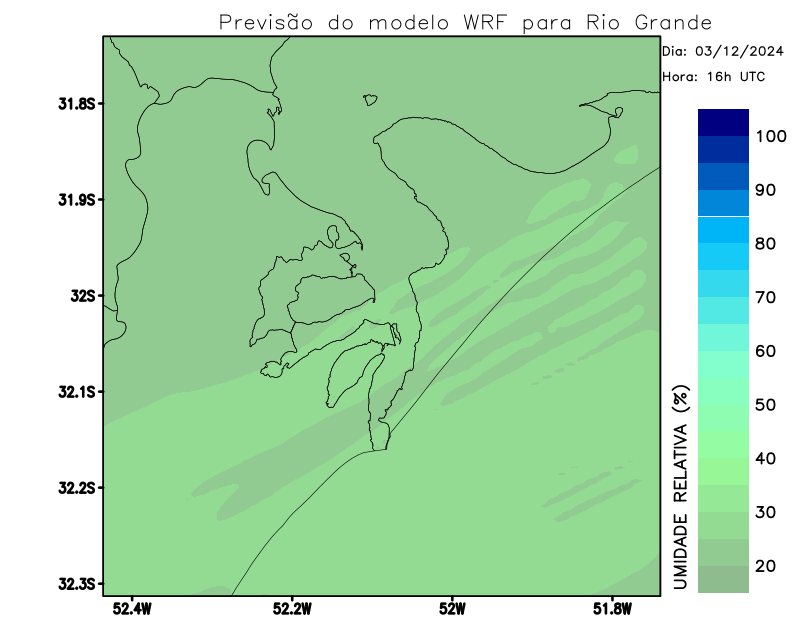 Previsão do modelo WRF para Rio Grande
Dia: 03/12/2024
Hora: 16h UTC
31.8S
31.9S
32S
32.1S
32.2S
32.3S
52.4W
52.2W
52W
51.8W
100
90
80
70
60
50
40
30
20
UMIDADE RELATIVA (%)